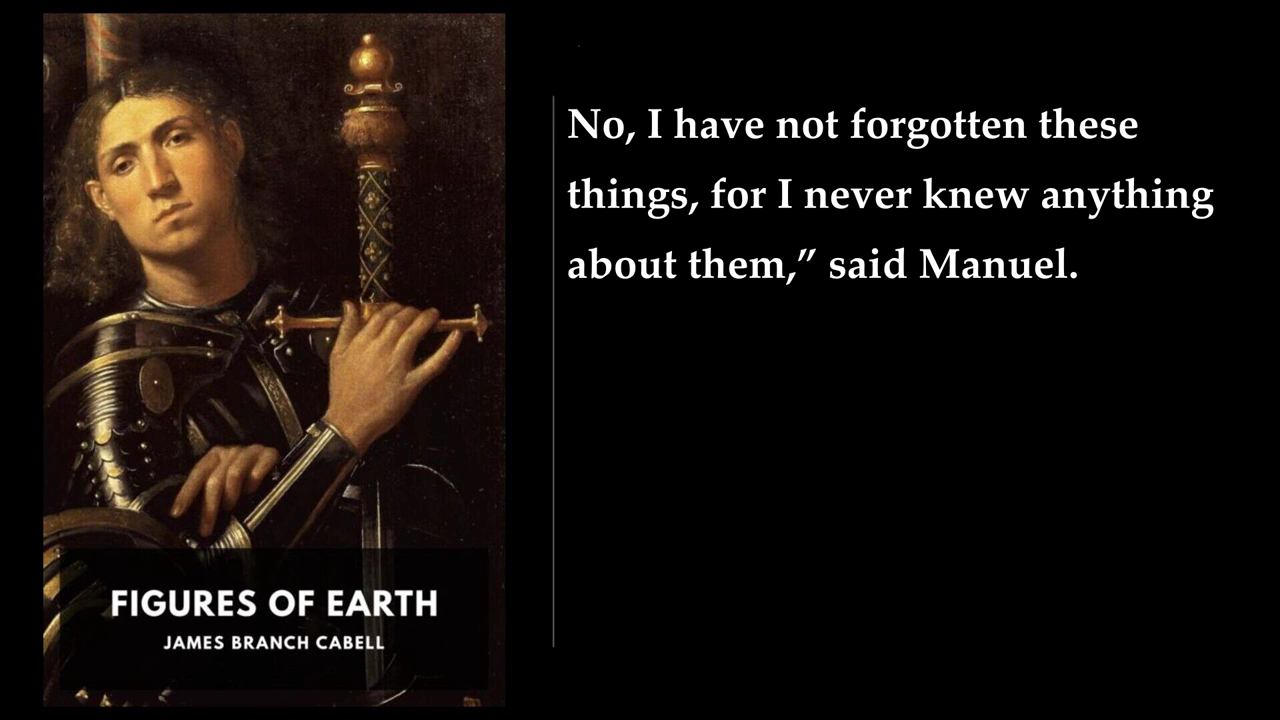 No, I have not forgotten these
things, for I never knew anything
about them,” said Manuel.
FIGURES OF EARTH
JAMES BRANCH CABELL